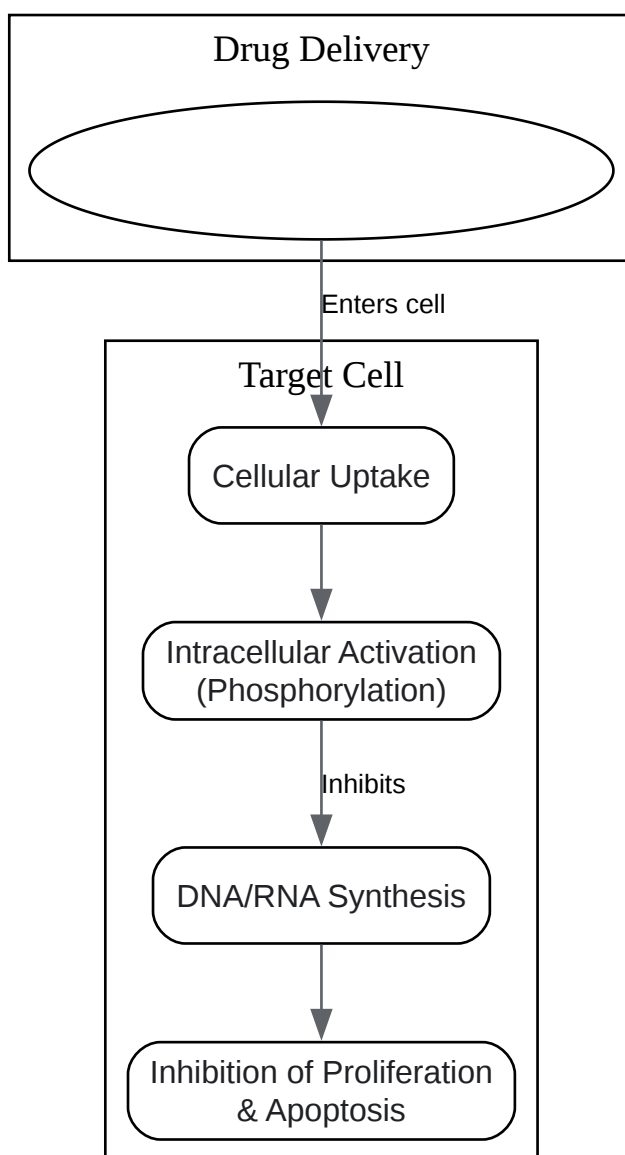 Drug Delivery
Enters cell
Target Cell
Cellular Uptake
Intracellular Activation
(Phosphorylation)
Inhibits
DNA/RNA Synthesis
Inhibition of Proliferation
& Apoptosis